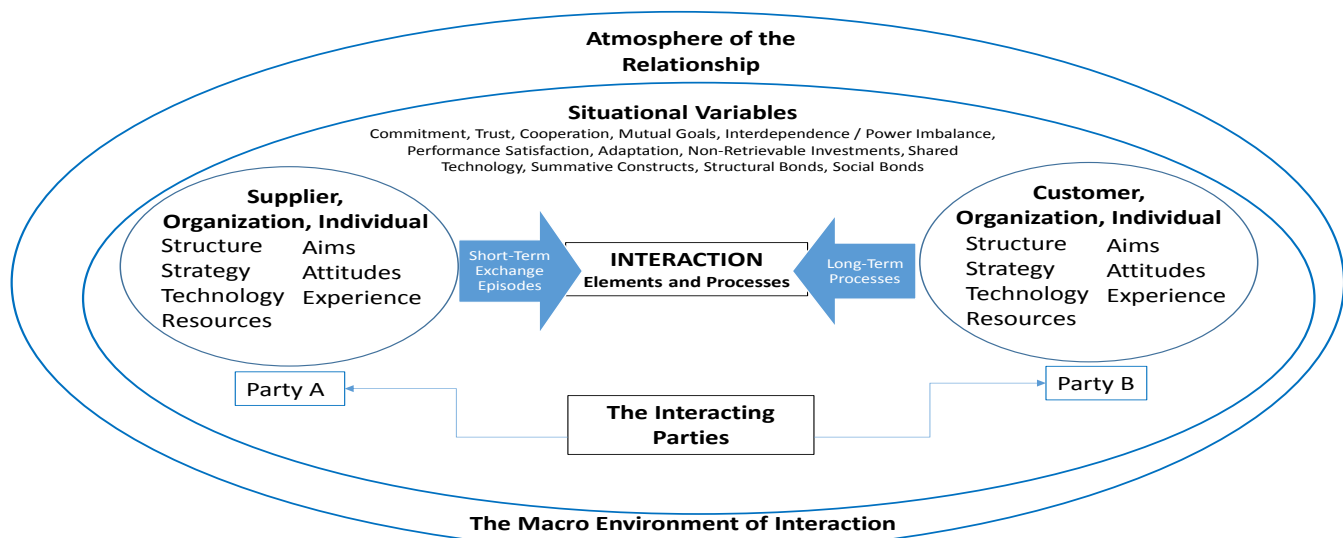 Atmosphere of the
Relationship
Situational Variables
Commitment, Trust, Cooperation, Mutual Goals, Interdependence / Power Imbalance,
Performance Satisfaction, Adaptation, Non-Retrievable Investments, Shared
Technology, Summative Constructs, Structural Bonds, Social Bonds
Supplier,
Organization, Individual
Structure
Strategy
Technology
Resources
Aims
Attitudes
Experience
Short-Term
Exchange
Episodes
INTERACTION
Elements and Processes
Long-Term
Processes
Customer,
Organization, Individual
Structure
Strategy
Technology
Resources
Aims
Attitudes
Experience
Party A
The Interacting
Parties
Party B
The Macro Environment of Interaction